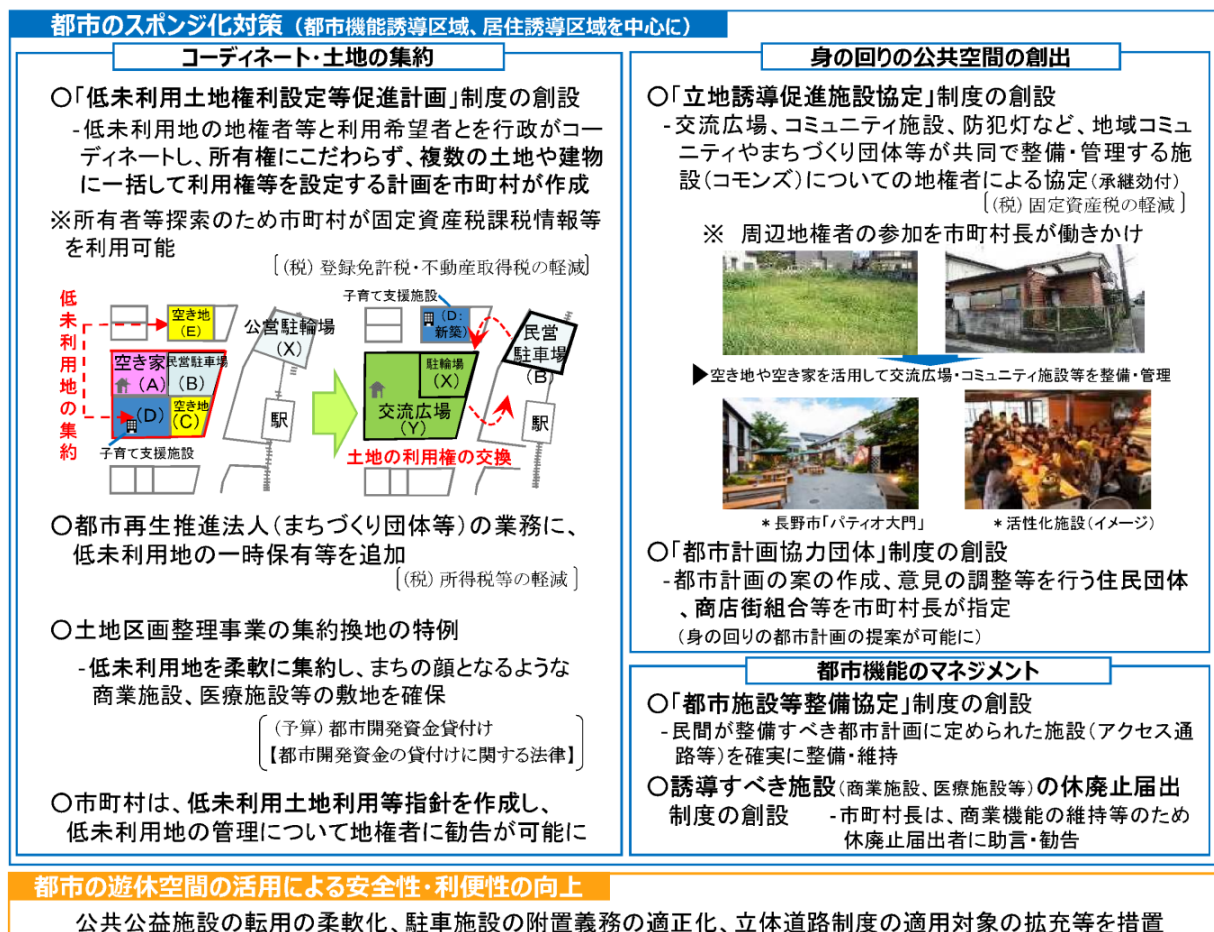 都市のスポンジ化対策（都市機能誘導区域、居住誘導区域を中心に）
コーディネート・土地の集約
○「低未利用土地権利設定等促進計画」制度の創設
-低未利用地の地権者等と利用希望者とを行政がコー
ディネートし、所有権にこだわらず、複数の土地や建物
に一括して利用権等を設定する計画を市町村が作成
※所有者等探索のため市町村が固定資産税課税情報等
を利用可能
〔(税) 登録免許税・不動産取得税の軽減〕
低未利用地の集約
空き地
(E)
公営駐輪場
(X)
空き家
(A)
民営駐車場
(B)
(D)
空き地
(C)
駅
子育て支援施設
子育て支援施設
(D:
新築)
民営
駐車場
(B)
駐輪場
(X)
交流広場
(Y)
駅
土地の利用権の交換
○都市再生推進法人(まちづくり団体等)の業務に、
低未利用地の一時保有等を追加
〔(税) 所得税等の軽減〕
○土地区画整理事業の集約換地の特例
-低未利用地を柔軟に集約し、まちの顔となるような
商業施設、医療施設等の敷地を確保
(予算) 都市開発資金貸付け
【都市開発資金の貸付けに関する法律】
○市町村は、低未利用土地利用等指針を作成し、
低未利用地の管理について地権者に勧告が可能に
身の回りの公共空間の創出
○「立地誘導促進施設協定」制度の創設
-交流広場、コミュニティ施設、防犯灯など、地域コミュ
ニティやまちづくり団体等が共同で整備・管理する施
設(コモンズ)についての地権者による協定(承継効付)
〔(税) 固定資産税の軽減〕
※ 周辺地権者の参加を市町村長が働きかけ
▶空き地や空き家を活用して交流広場・コミュニティ施設等を整備・管理
*長野市「パティオ大門」
*活性化施設(イメージ)
○「都市計画協力団体」制度の創設
-都市計画の案の作成、意見の調整等を行う住民団体
、商店街組合等を市町村長が指定
(身の回りの都市計画の提案が可能に)
都市機能のマネジメント
○「都市施設等整備協定」制度の創設
-民間が整備すべき都市計画に定められた施設(アクセス通
路等)を確実に整備・維持
○誘導すべき施設(商業施設、医療施設等)の休廃止届出
制度の創設 -市町村長は、商業機能の維持等のため
休廃止届出者に助言・勧告
都市の遊休空間の活用による安全性・利便性の向上
公共公益施設の転用の柔軟化、駐車施設の附置義務の適正化、立体道路制度の適用対象の拡充等を措置